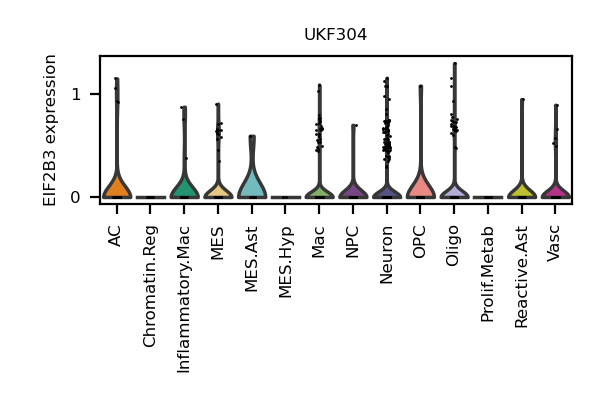 UKF304
EIF2B3 expression
1
0
AC
Chromatin.Reg
Inflammatory.Mac
MES
MES.Ast
MES.Hyp
Mac
NPC
Neuron
OPC
Oligo
Prolif.Metab
Reactive.Ast
Vasc